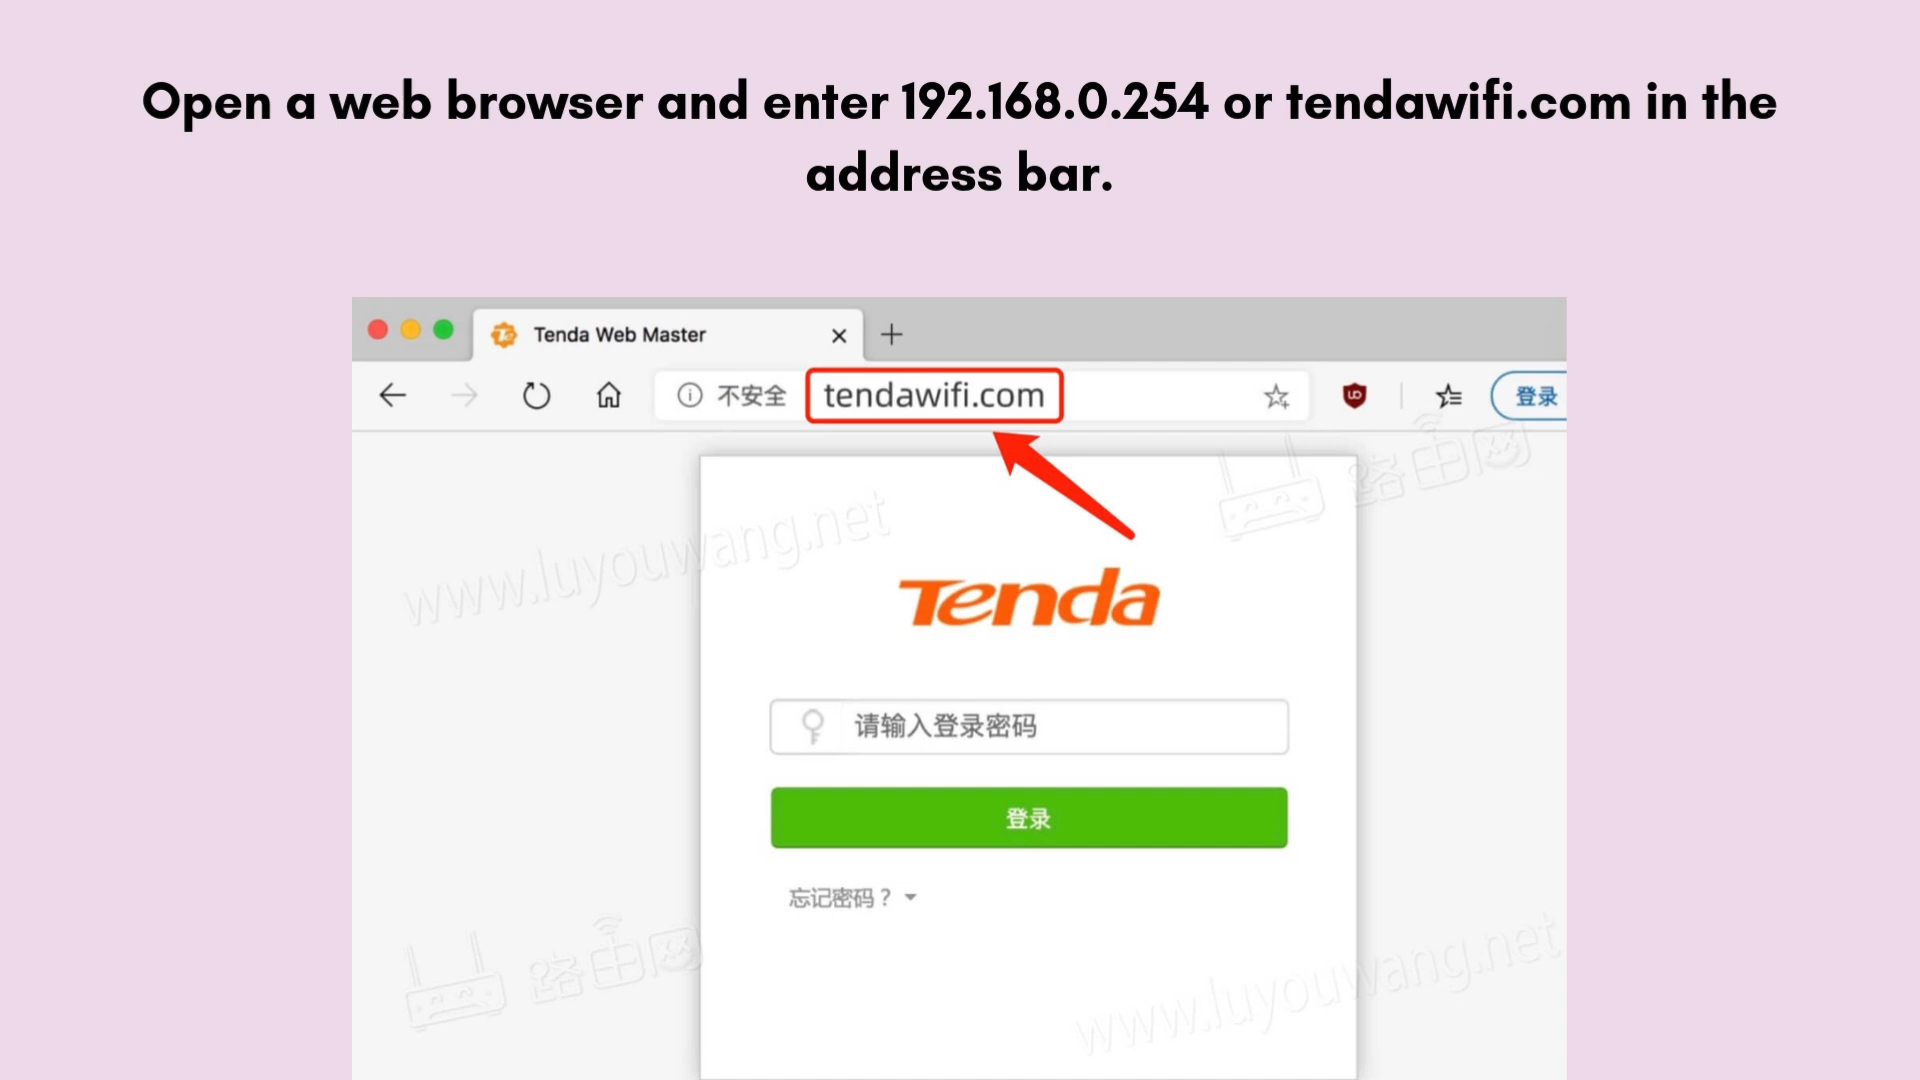 Open a web browser and enter 192.168.0.254 or tendawifi.com in the
address bar.
Tenda Web Master
不安全 tendawifi.com
登录
路由网
www.luyouwang.net
Tenda
请输入登录密码
登录
忘记密码？
路由网
www.luyouwang.net